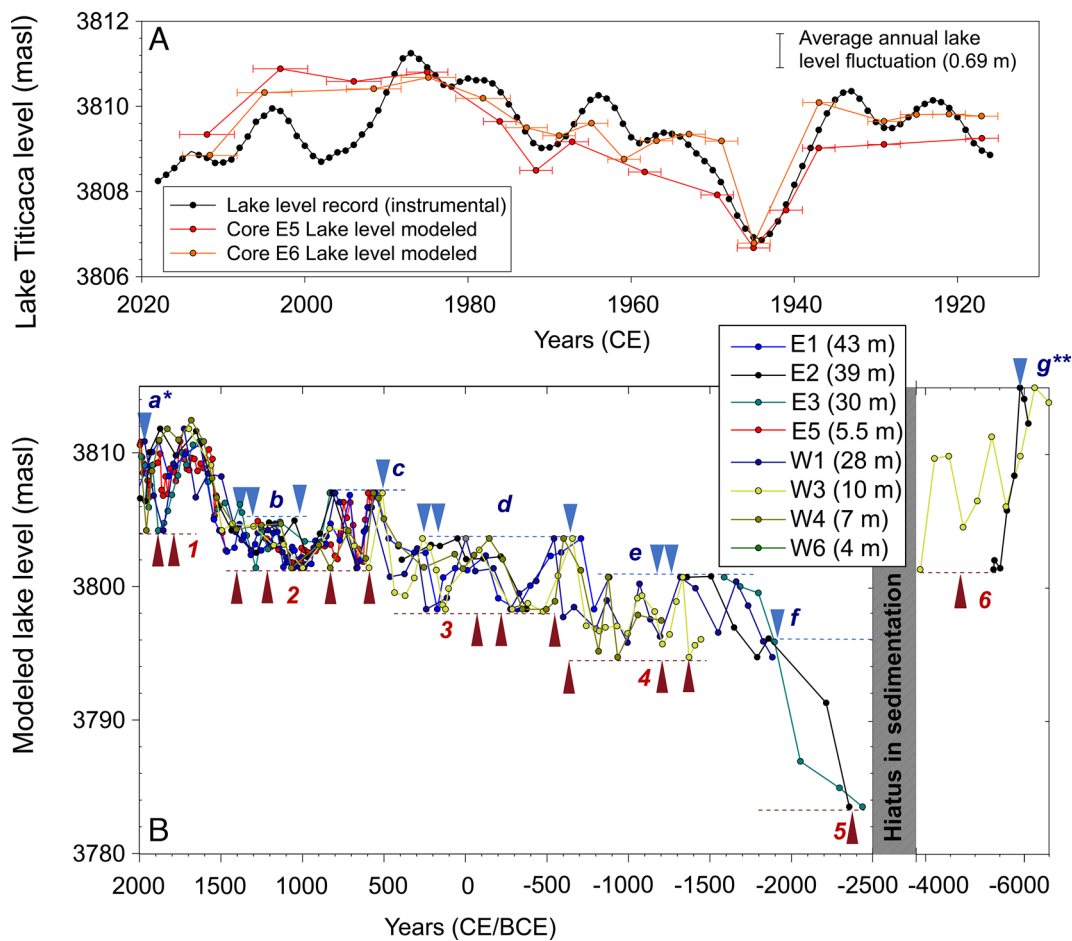 A
Lake Titicaca level (masl)
3812
3810
3808
3806
Average annual lake
level fluctuation (0.69 m)
Lake level record (instrumental)
Core E5 Lake level modeled
Core E6 Lake level modeled
2020
2000
1980
1960
1940
1920
Years (CE)
E1 (43 m)
E2 (39 m)
E3 (30 m)
E5 (5.5 m)
W1 (28 m)
W3 (10 m)
W4 (7 m)
W6 (4 m)
B
Modeled lake level (masl)
3810
3800
3790
3780
a*
b
c
d
e
f
g**
1
2
3
4
5
6
Hiatus in sedimentation
2000
1500
1000
500
0
-500
-1000
-1500
-2000
-2500
-4000
-6000
Years (CE/BCE)